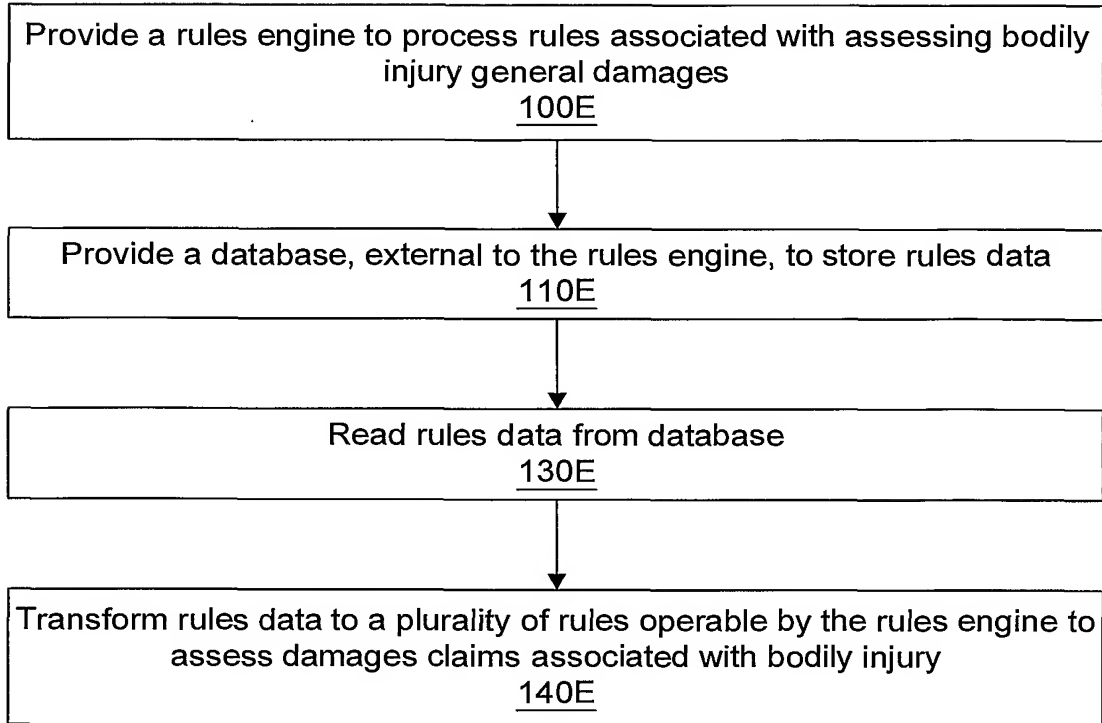 Provide a rules engine to process rules associated with assessing bodily
injury general damages
100E
Provide a database, external to the rules engine, to store rules data
110E
Read rules data from database
130E
Transform rules data to a plurality of rules operable by the rules engine to
assess damages claims associated with bodily injury
140E